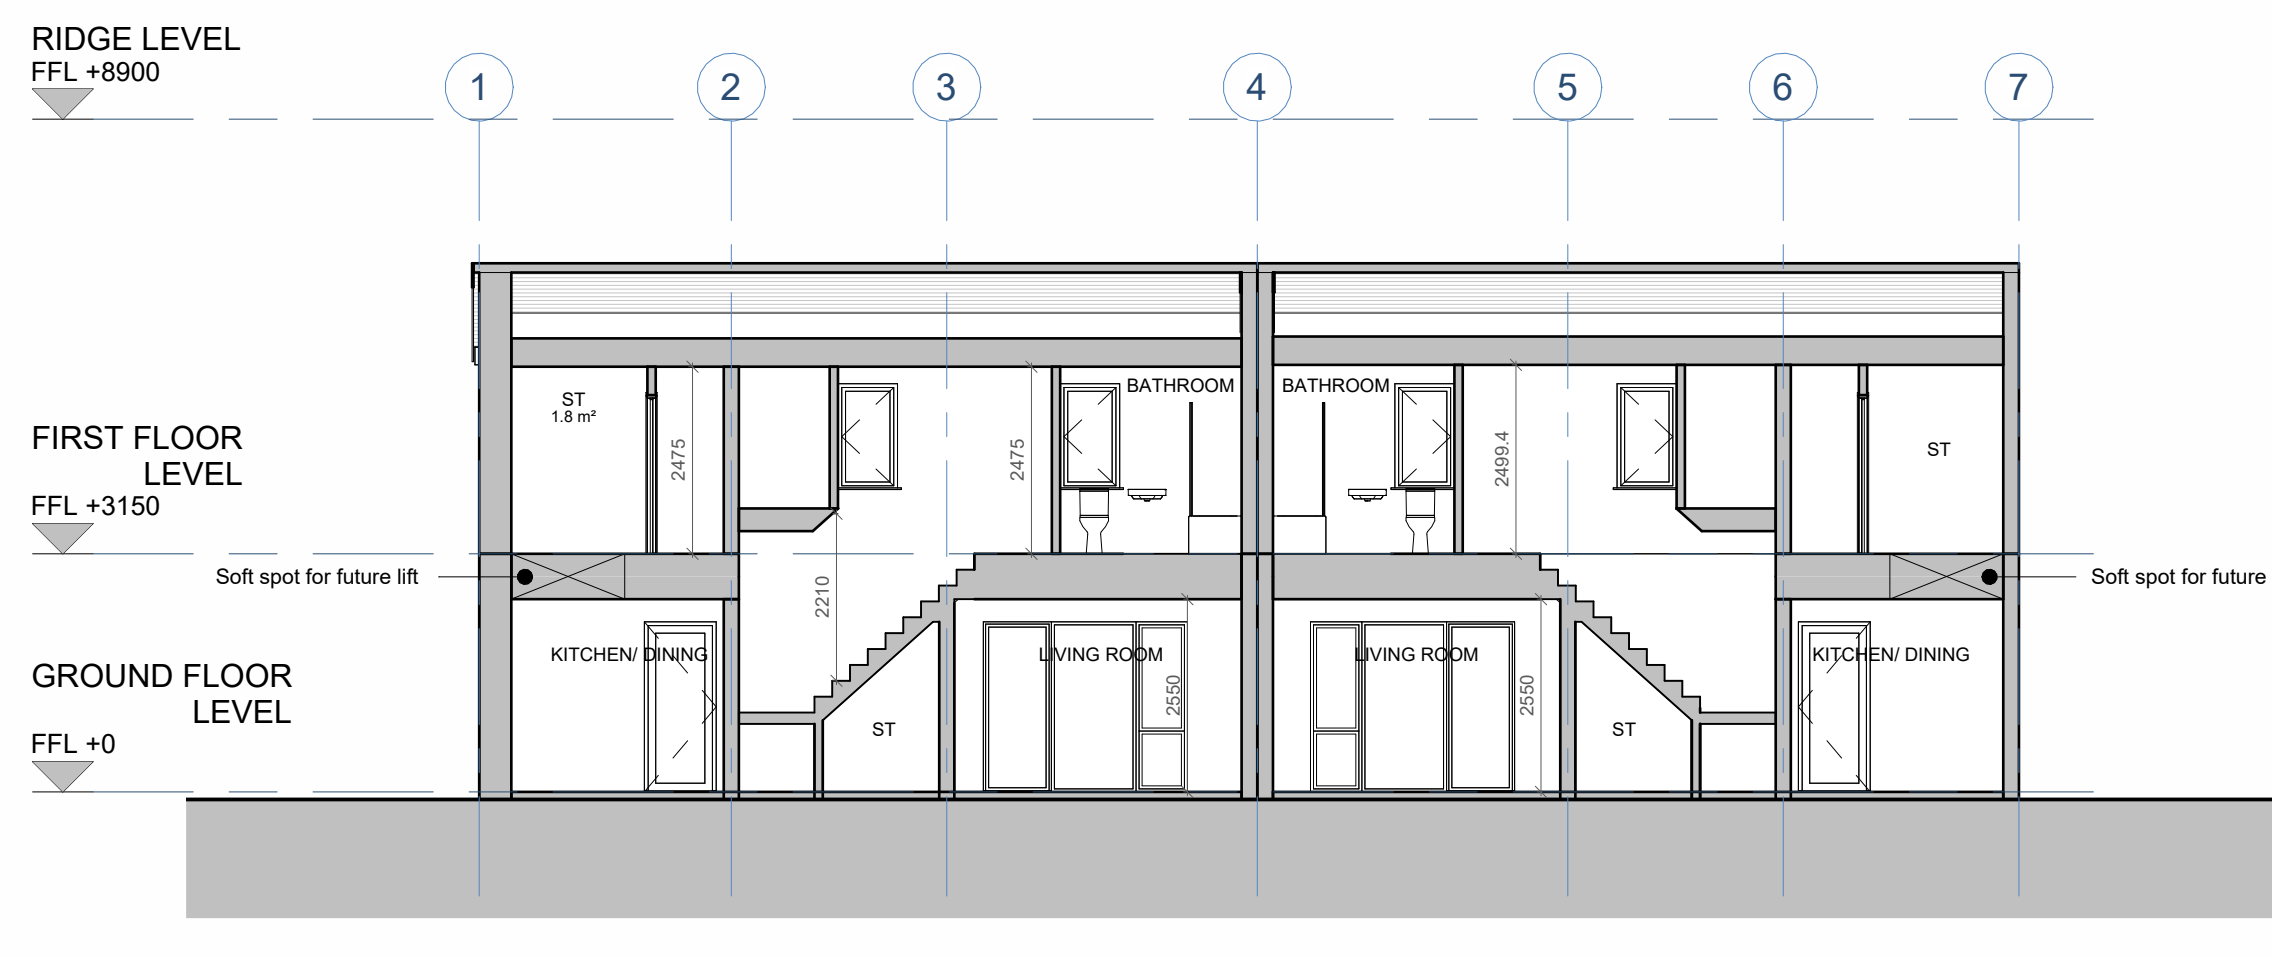 RIDGE LEVEL
FFL +8900
1
2
3
4
5
6
7
BATHROOM
BATHROOM
ST
1.8 m²
FIRST FLOOR
LEVEL
FFL +3150
2475
2475
2499.4
ST
Soft spot for future lift
Soft spot for future
2210
KITCHEN/ DINING
LIVING ROOM
LIVING ROOM
KITCHEN/ DINING
GROUND FLOOR
LEVEL
FFL +0
2550
2550
ST
ST